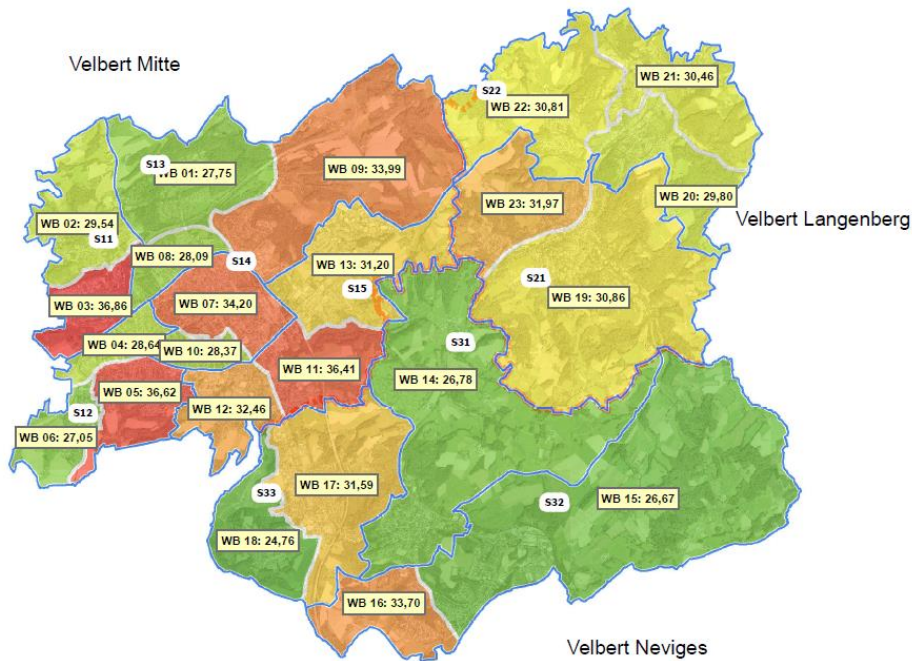 Velbert Mitte
WB 21: 30,46
S22
WB 22: 30,81
S13
WB 01: 27,75
WB 09: 33,99
WB 20: 29,80
WB 23: 31,97
Velbert Langenberg
WB 02: 29,54
S11
WB 08: 28,09
S14
WB 13: 31,20
S21
S15
WB 19: 30,86
WB 03: 36,86
WB 07: 34,20
WB 04: 28,64
WB 10: 28,37
S31
WB 11: 36,41
WB 14: 26,78
WB 05: 36,62
S12
WB 12: 32,46
WB 06: 27,05
WB 17: 31,59
S33
S32
WB 15: 26,67
WB 18: 24,76
WB 16: 33,70
Velbert Neviges